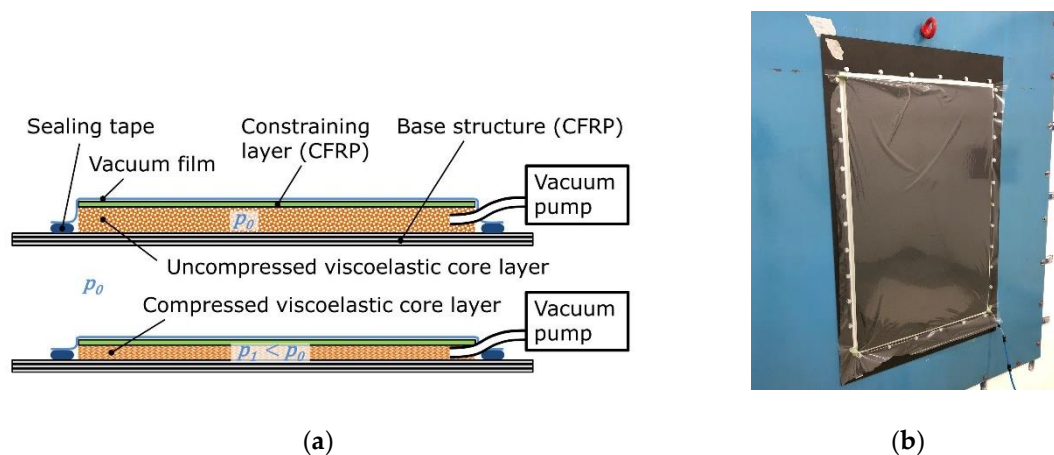 Sealing tape
Vacuum film
Constraining
layer (CFRP)
Base structure (CFRP)
Vacuum
pump
p₀
Uncompressed viscoelastic core layer
p₀
Compressed viscoelastic core layer
Vacuum
pump
p₁ < p₀
(a)
(b)